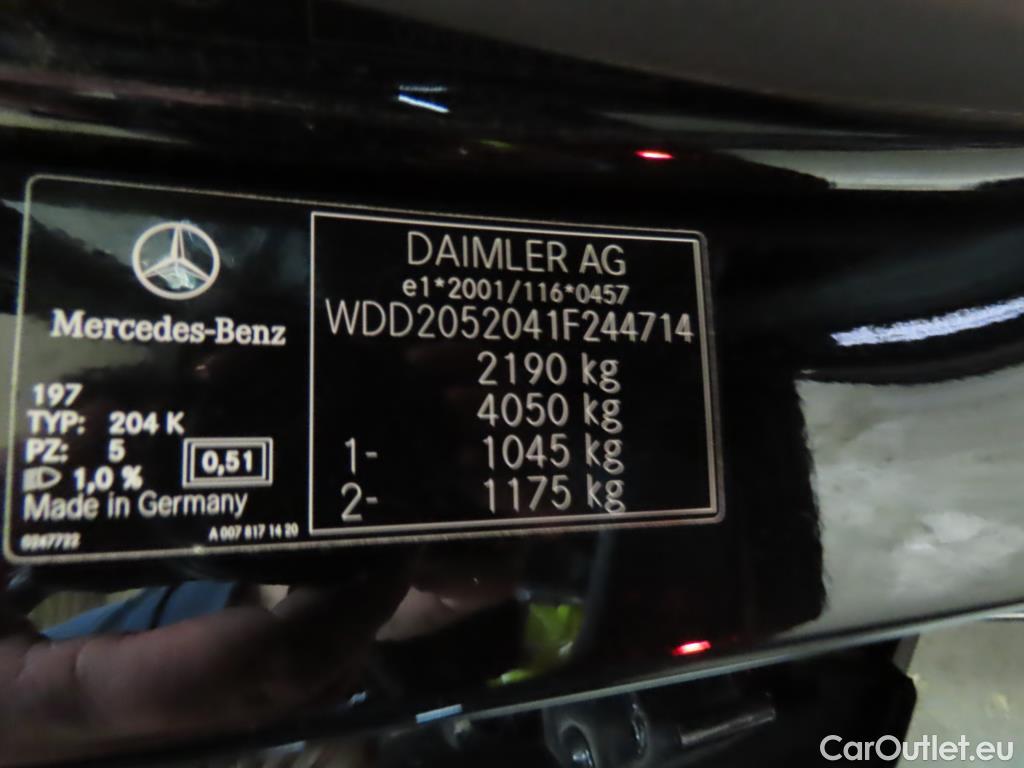 Mercedes-Benz
197
TYP: 204 K
PZ: 5
1,0 %
0,51
Made in Germany
A 007 817 14 20
DAIMLER AG
e1*2001/116*0457
WDD2052041F244714
2190 kg
4050 kg
1- 1045 kg
2- 1175 kg
CarOutlet.eu